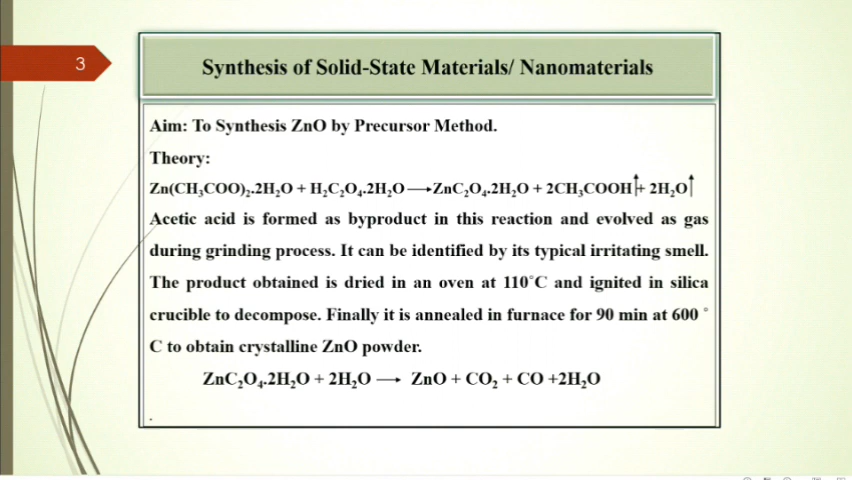 3
Synthesis of Solid-State Materials/ Nanomaterials
Aim: To Synthesis ZnO by Precursor Method.
Theory:
Zn(CH₃COO)₂.2H₂O + H₂C₂O₄.2H₂O ⟶ ZnC₂O₄.2H₂O + 2CH₃COOH↑ + 2H₂O↑
Acetic acid is formed as byproduct in this reaction and evolved as gas
during grinding process. It can be identified by its typical irritating smell.
The product obtained is dried in an oven at 110°C and ignited in silica
crucible to decompose. Finally it is annealed in furnace for 90 min at 600 °
C to obtain crystalline ZnO powder.
ZnC₂O₄.2H₂O + 2H₂O ⟶ ZnO + CO₂ + CO +2H₂O
.